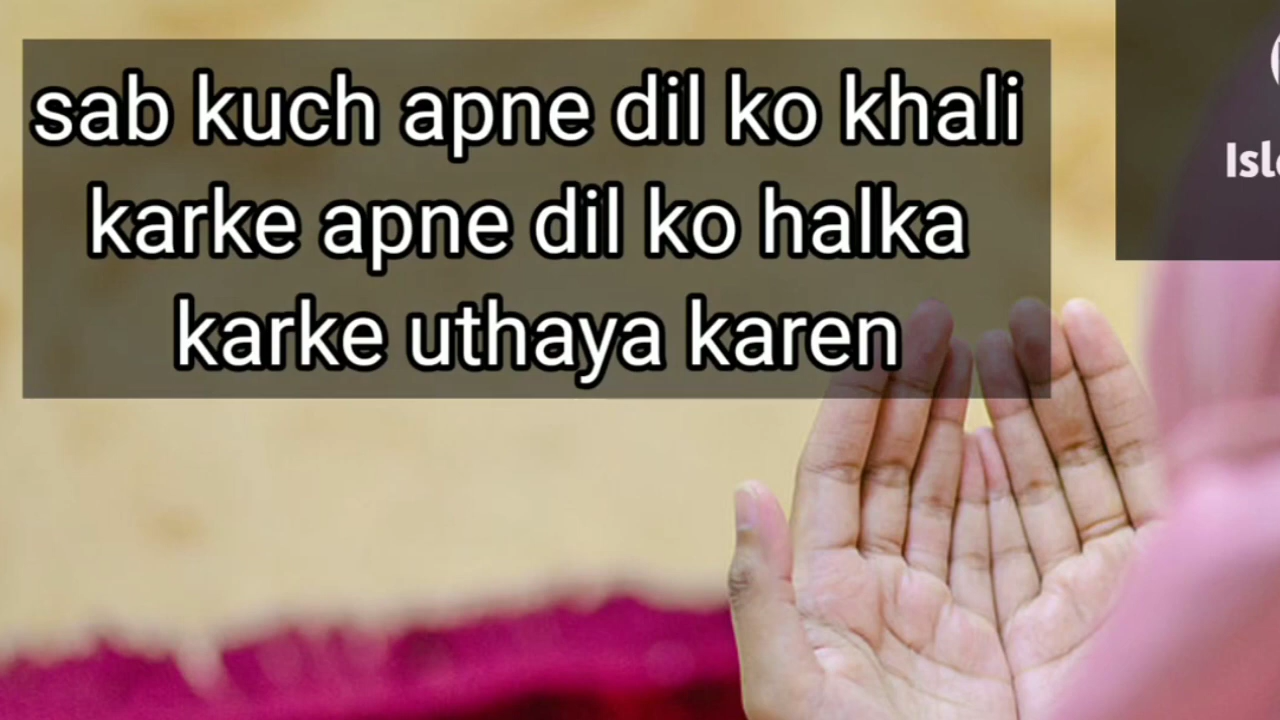 sab kuch apne dil ko khali
karke apne dil ko halka
karke uthaya karen